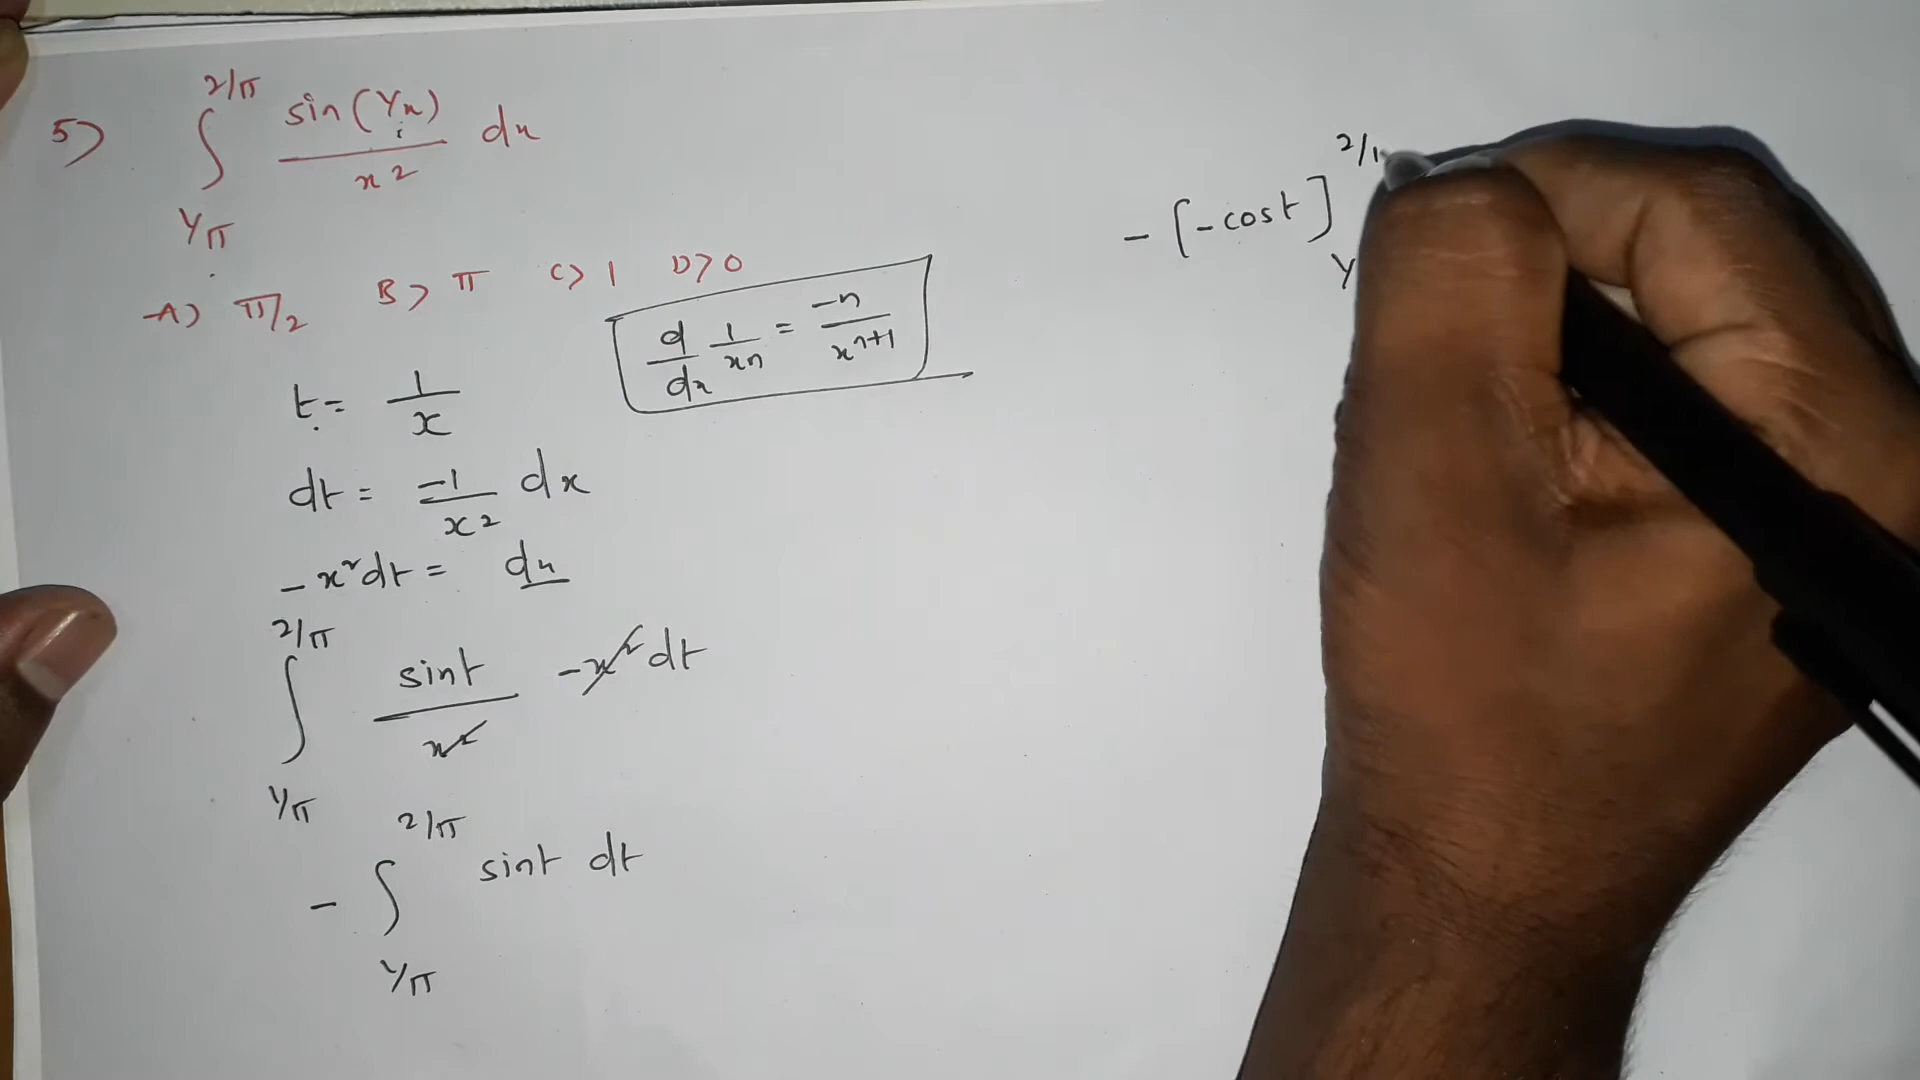 5) ∫ 2/π 1/π sin(1/x) / x² dx
A) π/2 B) π C) 1 D) 0
d/dx 1/xn = -n / xⁿ⁺¹
t = 1/x
dt = -1/x² dx
-x²dt = dx
∫ 2/π 1/π sint / x² -x² dt
- ∫ 2/π 1/π sint dt
- [-cost] 2/